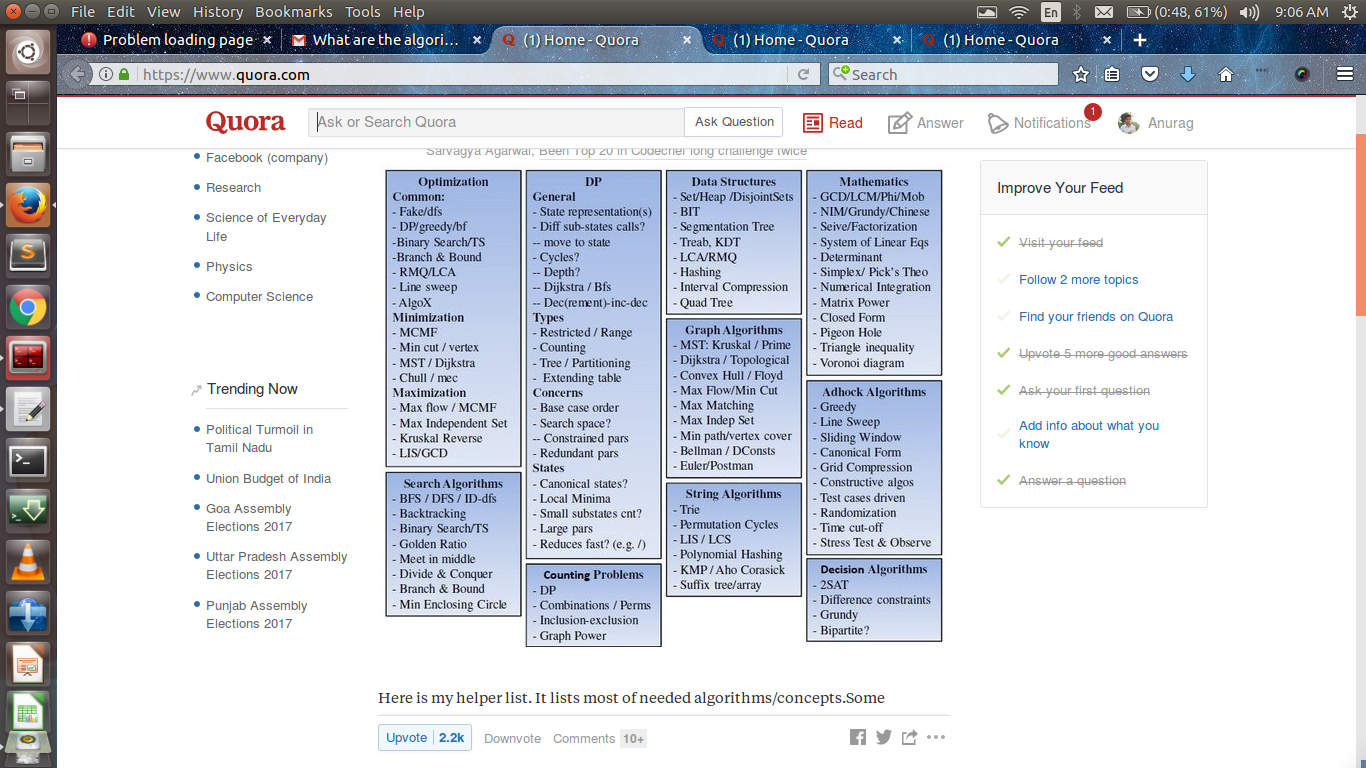 File Edit View History Bookmarks Tools Help
En (0:48, 61%) 9:06 AM
Problem loading page
What are the algori...
(1) Home - Quora
(1) Home - Quora
(1) Home - Quora
https://www.quora.com
Search
Quora
Ask or Search Quora
Ask Question
Read
Answer
Notifications
1
Anurag
Facebook (company)
Research
Science of Everyday
Life
Physics
Computer Science
Trending Now
Political Turmoil in
Tamil Nadu
Union Budget of India
Goa Assembly
Elections 2017
Uttar Pradesh Assembly
Elections 2017
Punjab Assembly
Elections 2017
Sarvagya Agarwal, Been Top 20 in Codechef long challenge twice
Optimization
Common:
- Fake/dfs
- DP/greedy/bf
-Binary Search/TS
-Branch & Bound
- RMQ/LCA
- Line sweep
- AlgoX
Minimization
- MCMF
- Min cut / vertex
- MST / Dijkstra
- Chull / mec
Maximization
- Max flow / MCMF
- Max Independent Set
- Kruskal Reverse
- LIS/GCD
Search Algorithms
- BFS / DFS / ID-dfs
- Backtracking
- Binary Search/TS
- Golden Ratio
- Meet in middle
- Divide & Conquer
- Branch & Bound
- Min Enclosing Circle
DP
General
- State representation(s)
- Diff sub-states calls?
-- move to state
- Cycles?
-- Depth?
-- Dijkstra / Bfs
-- Dec(rement)-inc-dec
Types
- Restricted / Range
- Counting
- Tree / Partitioning
- Extending table
Concerns
- Base case order
- Search space?
-- Constrained pars
- Redundant pars
States
- Canonical states?
- Local Minima
- Small substates cnt?
- Large pars
- Reduces fast? (e.g. /)
Counting Problems
- DP
- Combinations / Perms
- Inclusion-exclusion
- Graph Power
Data Structures
- Set/Heap /DisjointSets
- BIT
- Segmentation Tree
- Treab, KDT
- LCA/RMQ
- Hashing
- Interval Compression
- Quad Tree
Graph Algorithms
- MST: Kruskal / Prime
- Dijkstra / Topological
- Convex Hull / Floyd
- Max Flow/Min Cut
- Max Matching
- Max Indep Set
- Min path/vertex cover
- Bellman / DConsts
- Euler/Postman
String Algorithms
- Trie
- Permutation Cycles
- LIS / LCS
- Polynomial Hashing
- KMP / Aho Corasick
- Suffix tree/array
Mathematics
- GCD/LCM/Phi/Mob
- NIM/Grundy/Chinese
- Seive/Factorization
- System of Linear Eqs
- Determinant
- Simplex/ Pick's Theo
- Numerical Integration
- Matrix Power
- Closed Form
- Pigeon Hole
- Triangle inequality
- Voronoi diagram
Adhock Algorithms
- Greedy
- Line Sweep
- Sliding Window
- Canonical Form
- Grid Compression
- Constructive algos
- Test cases driven
- Randomization
- Time cut-off
- Stress Test & Observe
Decision Algorithms
- 2SAT
- Difference constraints
- Grundy
- Bipartite?
Here is my helper list. It lists most of needed algorithms/concepts.Some
Upvote 2.2k Downvote Comments 10+
Improve Your Feed
Visit your feed
Follow 2 more topics
Find your friends on Quora
Upvote 5 more good answers
Ask your first question
Add info about what you
know
Answer a question